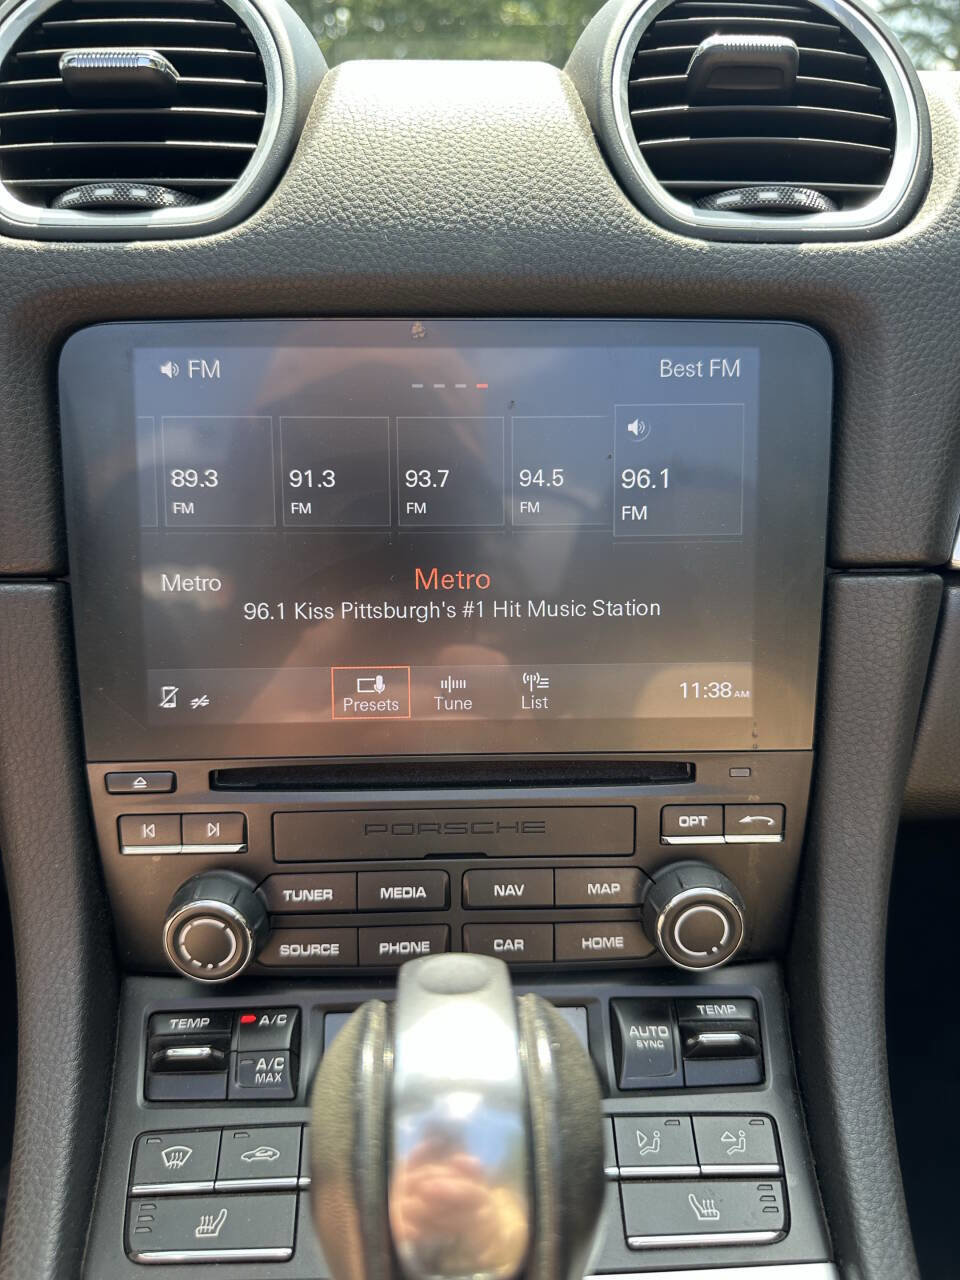 FM
Best FM
89.3
FM
91.3
FM
93.7
FM
94.5
FM
96.1
FM
Metro
Metro
96.1 Kiss Pittsburgh's #1 Hit Music Station
Presets
Tune
List
11:38 AM
PORSCHE
OPT
TUNER
MEDIA
NAV
MAP
SOURCE
PHONE
CAR
HOME
TEMP
A/C
A/C
MAX
AUTO
SYNC
TEMP